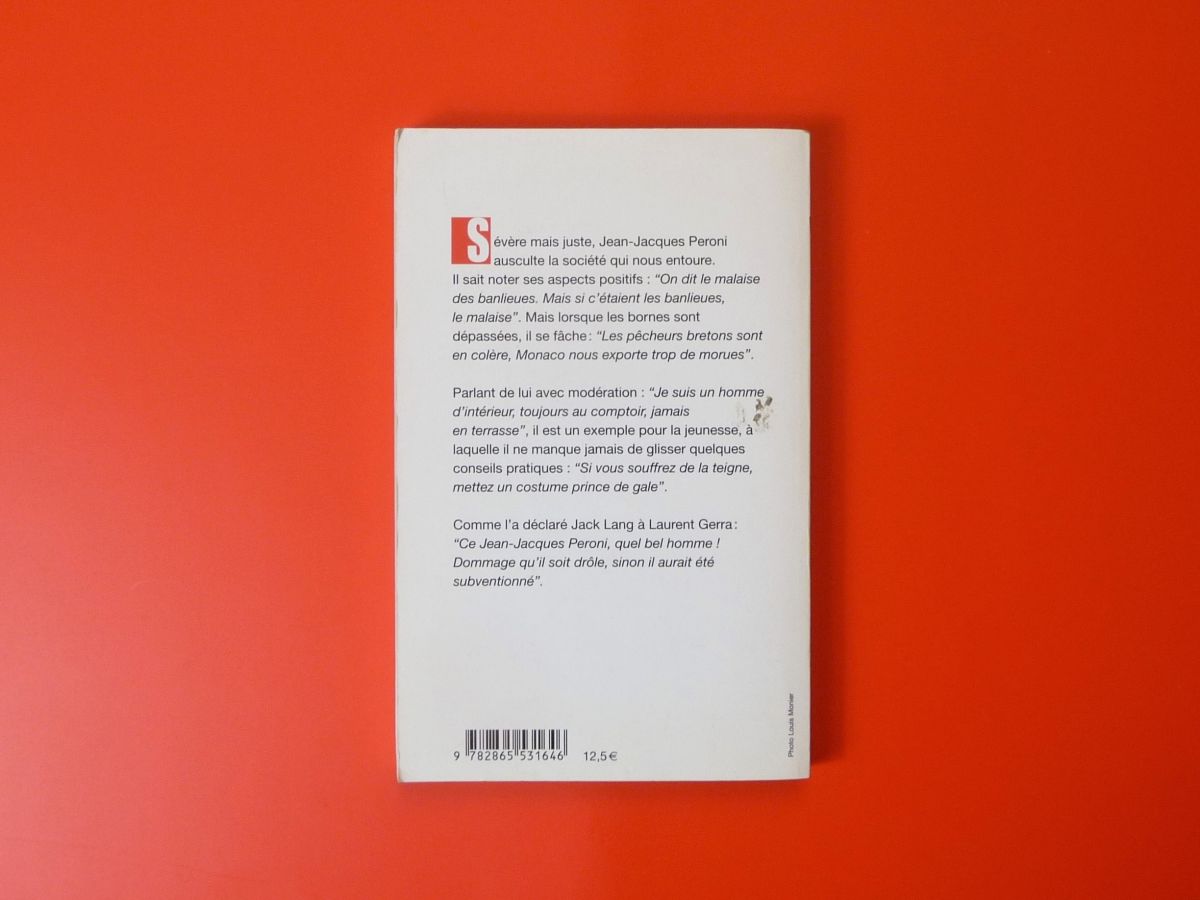 Sévère mais juste, Jean-Jacques Peroni
ausculte la société qui nous entoure.
Il sait noter ses aspects positifs : “On dit le malaise
des banlieues. Mais si c’étaient les banlieues,
le malaise”. Mais lorsque les bornes sont
dépassées, il se fâche : “Les pêcheurs bretons sont
en colère, Monaco nous exporte trop de morues”.
Parlant de lui avec modération : “Je suis un homme
d’intérieur, toujours au comptoir, jamais
en terrasse”, il est un exemple pour la jeunesse, à
laquelle il ne manque jamais de glisser quelques
conseils pratiques : “Si vous souffrez de la teigne,
mettez un costume prince de gale”.
Comme l’a déclaré Jack Lang à Laurent Gerra :
“Ce Jean-Jacques Peroni, quel bel homme !
Dommage qu’il soit drôle, sinon il aurait été
subventionné”.
9 782865 531646 12,5€
Photo Louis Monier